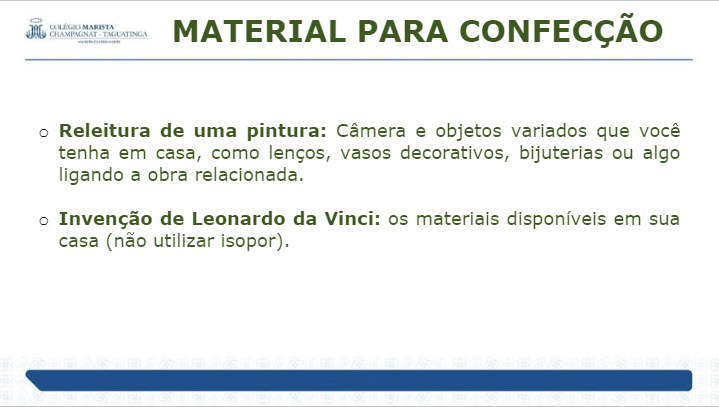 COLÉGIO MARISTA
CHAMPAGNAT - TAGUATINGA
MATERIAL PARA CONFECÇÃO
o Releitura de uma pintura: Câmera e objetos variados que você
tenha em casa, como lenços, vasos decorativos, bijuterias ou algo
ligando a obra relacionada.
o Invenção de Leonardo da Vinci: os materiais disponíveis em sua
casa (não utilizar isopor).